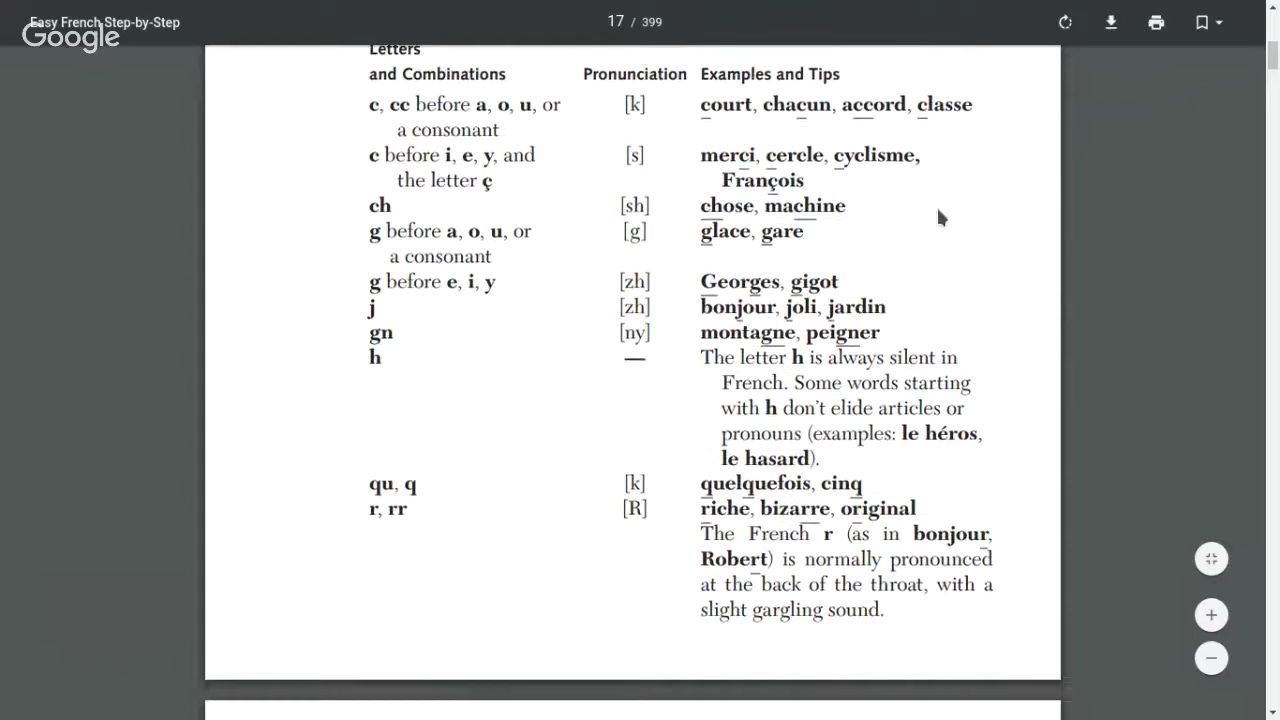 Easy French Step-by-Step
Google
17 / 399
Letters
and Combinations Pronunciation Examples and Tips
c, cc before a, o, u, or [k] court, chacun, accord, classe
a consonant
c before i, e, y, and [s] merci, cercle, cyclisme,
the letter ç François
ch [sh] chose, machine
g before a, o, u, or [g] glace, gare
a consonant
g before e, i, y [zh] Georges, gigot
j [zh] bonjour, joli, jardin
gn [ny] montagne, peigner
h — The letter h is always silent in
French. Some words starting
with h don't elide articles or
pronouns (examples: le héros,
le hasard).
qu, q [k] quelquefois, cinq
r, rr [R] riche, bizarre, original
The French r (as in bonjour,
Robert) is normally pronounced
at the back of the throat, with a
slight gargling sound.